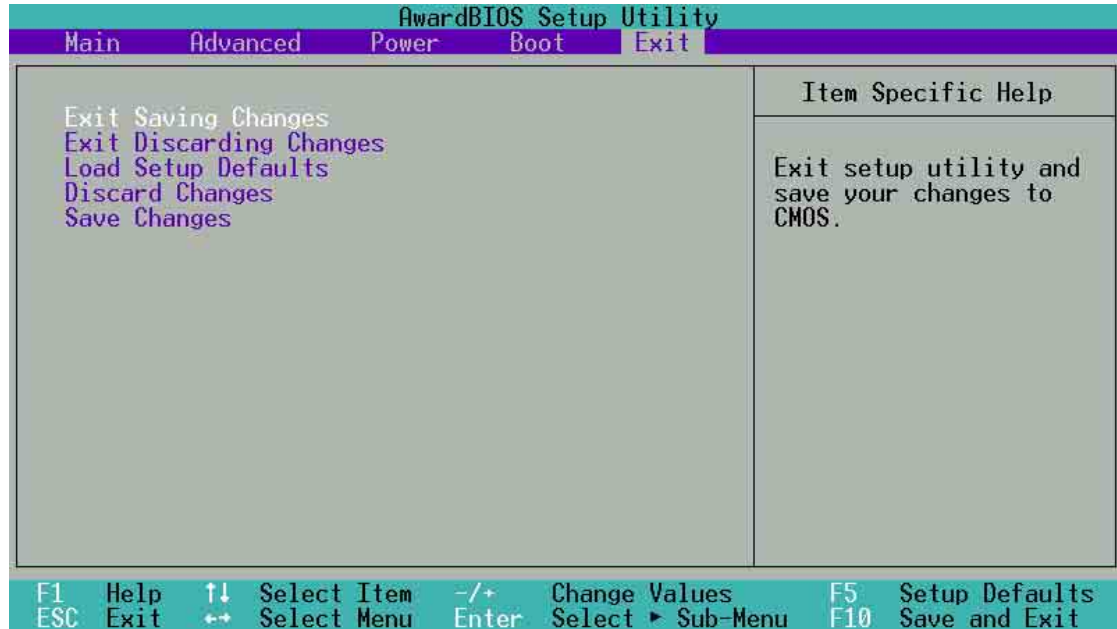 AwardBIOS Setup Utility
Main Advanced Power Boot Exit
Exit Saving Changes
Exit Discarding Changes
Load Setup Defaults
Discard Changes
Save Changes
Item Specific Help
Exit setup utility and
save your changes to
CMOS.
F1 Help ↑↓ Select Item -/+ Change Values F5 Setup Defaults
ESC Exit ←→ Select Menu Enter Select ► Sub-Menu F10 Save and Exit